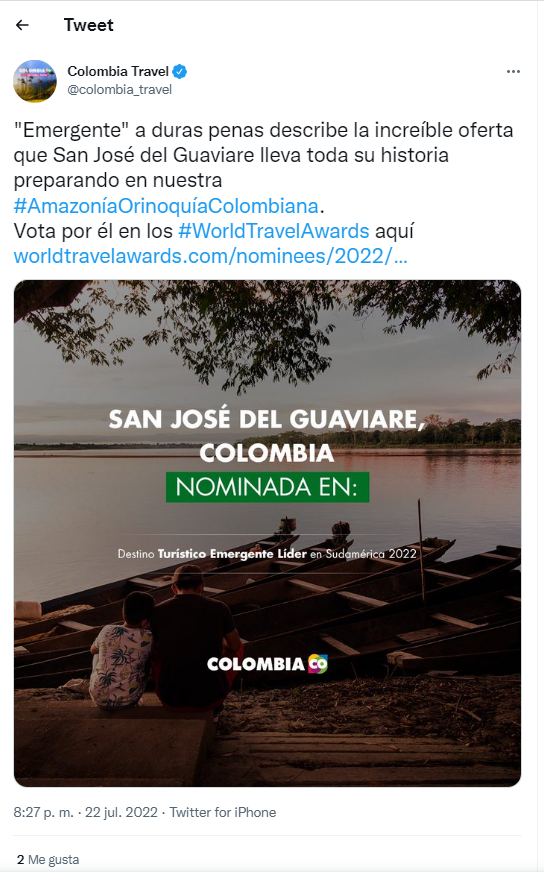 Tweet
Colombia Travel
@colombia_travel
"Emergente" a duras penas describe la increíble oferta
que San José del Guaviare lleva toda su historia
preparando en nuestra
#AmazoníaOrinoquíaColombiana.
Vota por él en los #WorldTravelAwards aquí
worldtravelawards.com/nominees/2022/…
SAN JOSÉ DEL GUAVIARE,
COLOMBIA
NOMINADA EN:
Destino Turístico Emergente Líder en Sudamérica 2022
COLOMBIA CO
8:27 p. m. · 22 jul. 2022 · Twitter for iPhone
2 Me gusta